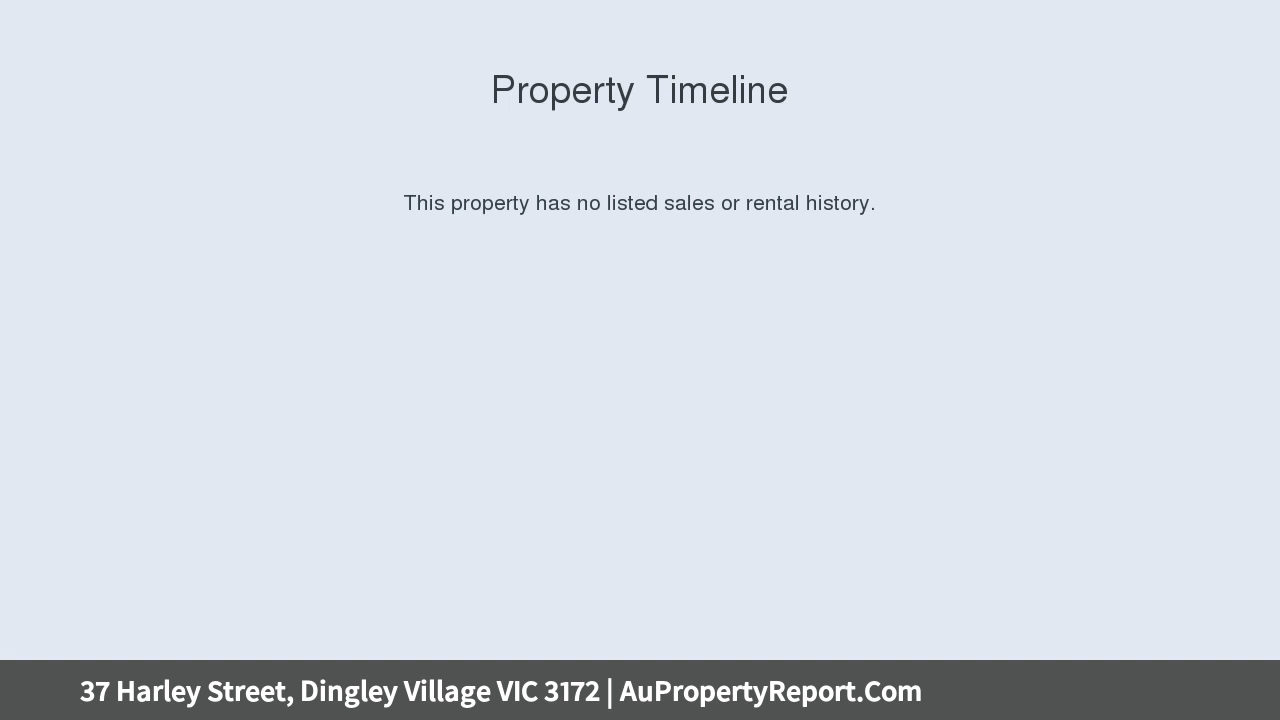 Property Timeline
This property has no listed sales or rental history.
37 Harley Street, Dingley Village VIC 3172 | AuPropertyReport.Com